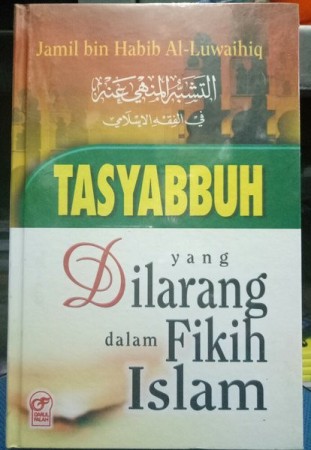 Jamil bin Habib Al-Luwaihiq
التشبه المنهي عنه
في الفقه الإسلامي
TASYABBUH
yang
Dilarang
dalam Fikih
Islam